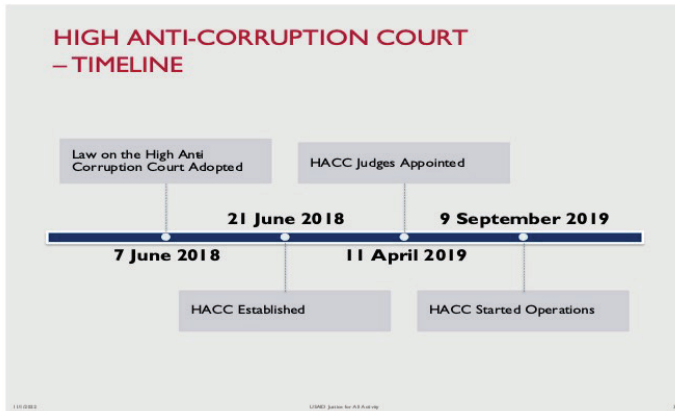 HIGH ANTI-CORRUPTION COURT
– TIMELINE
Law on the High Anti
Corruption Court Adopted
HACC Judges Appointed
21 June 2018
9 September 2019
7 June 2018
11 April 2019
HACC Established
HACC Started Operations
USAID Justice for All Activity